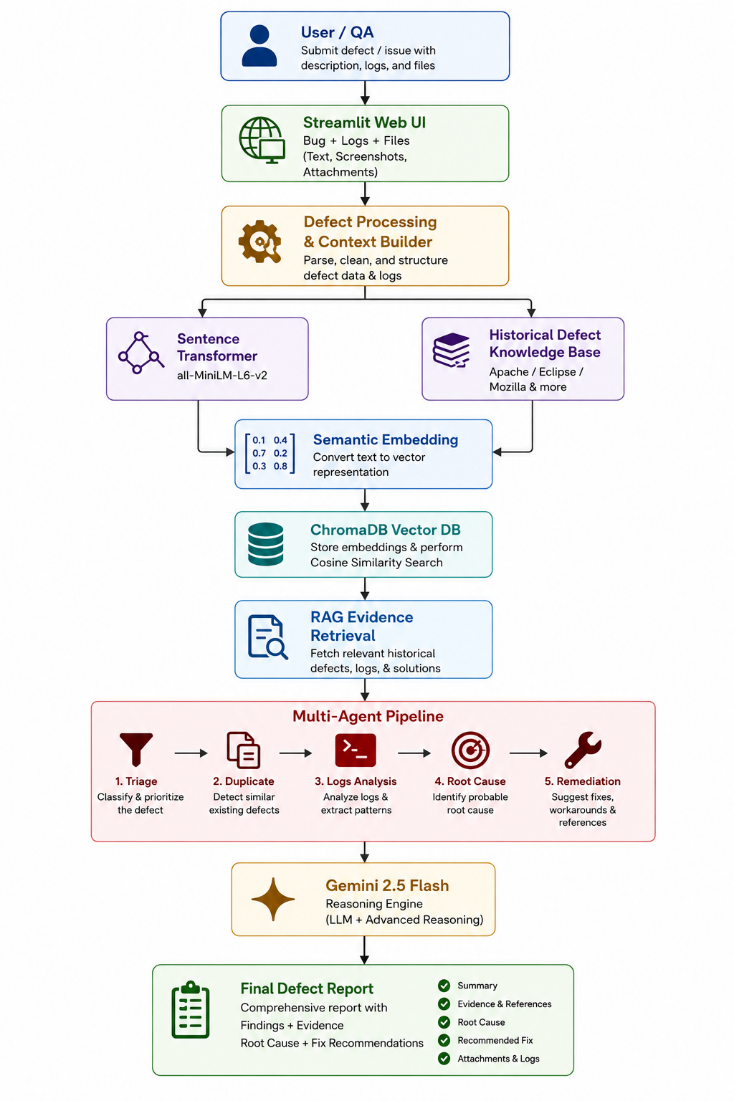 User / QA
Submit defect / issue with
description, logs, and files
Streamlit Web UI
Bug + Logs + Files
(Text, Screenshots,
Attachments)
Defect Processing
& Context Builder
Parse, clean, and structure
defect data & logs
Sentence
Transformer
all-MiniLM-L6-v2
Historical Defect
Knowledge Base
Apache / Eclipse /
Mozilla & more
0.1 0.4
0.7 0.2
0.3 0.8
Semantic Embedding
Convert text to vector
representation
ChromaDB Vector DB
Store embeddings & perform
Cosine Similarity Search
RAG Evidence
Retrieval
Fetch relevant historical
defects, logs, & solutions
Multi-Agent Pipeline
>_-
1. Triage
Classify & prioritize
the defect
2. Duplicate
Detect similar
existing defects
3. Logs Analysis
Analyze logs &
extract patterns
4. Root Cause
Identify probable
root cause
5. Remediation
Suggest fixes,
workarounds &
references
Gemini 2.5 Flash
Reasoning Engine
(LLM + Advanced Reasoning)
Final Defect Report
Comprehensive report with
Findings + Evidence
Root Cause + Fix Recommendations
Summary
Evidence & References
Root Cause
Recommended Fix
Attachments & Logs